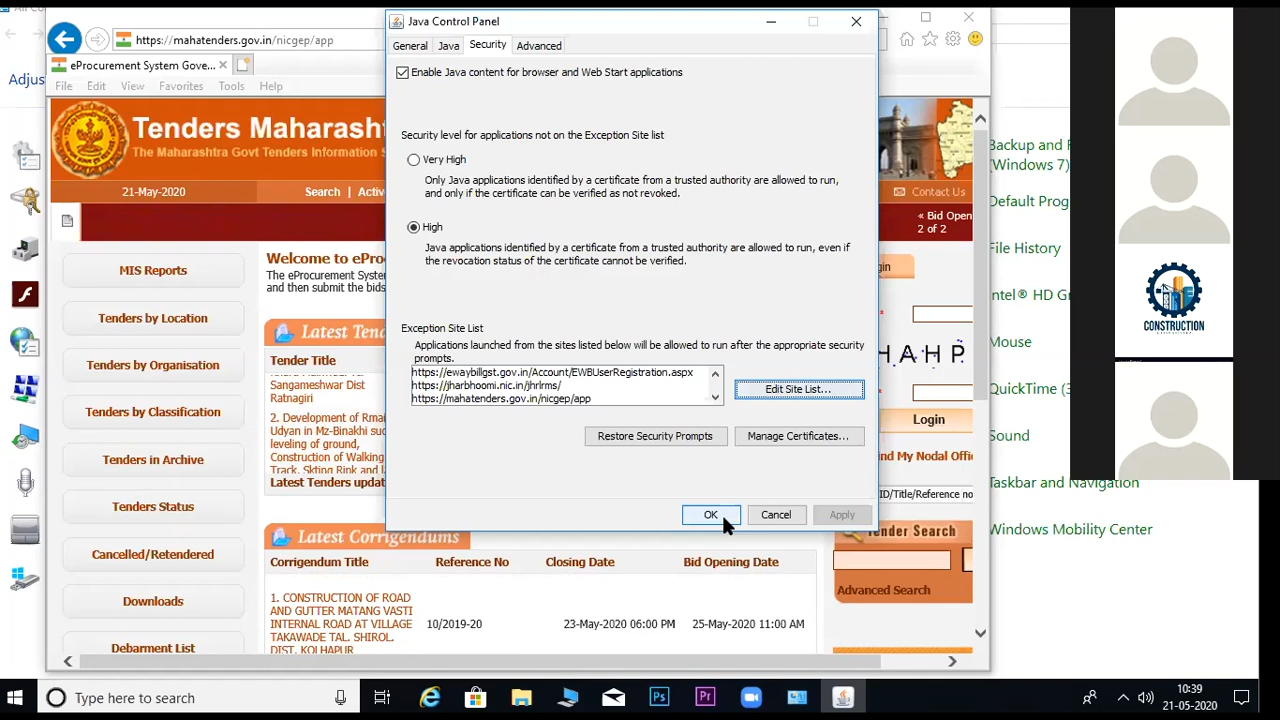 Java Control Panel
General Java Security Advanced
Enable Java content for browser and Web Start applications
Security level for applications not on the Exception Site list
Very High
Only Java applications identified by a certificate from a trusted authority are allowed to run,
and only if the certificate can be verified as not revoked.
High
Java applications identified by a certificate from a trusted authority are allowed to run, even if
the revocation status of the certificate cannot be verified.
Exception Site List
Applications launched from the sites listed below will be allowed to run after the appropriate security
prompts.
https://ewaybillgst.gov.in/Account/EWBUserRegistration.aspx
https://jharbhoomi.nic.in/jhrlrms/
https://mahatenders.gov.in/nicgep/app
Edit Site List...
Restore Security Prompts
Manage Certificates...
OK
Cancel
Apply
https://mahatenders.gov.in/nicgep/app
eProcurement System Gove...
File Edit View Favorites Tools Help
Adjus
Tenders Maharasht
The Maharashtra Govt Tenders Information S
21-May-2020
Search | Activ
Contact Us
« Bid Open
2 of 2
MIS Reports
Tenders by Location
Tenders by Organisation
Tenders by Classification
Tenders in Archive
Tenders Status
Cancelled/Retendered
Downloads
Debarment List
Welcome to ePro
The eProcurement System
and then submit the bids
Latest Tend
Tender Title
Sangameshwar Dist
Ratnagiri
2. Development of Rmai
Udyan in Mz-Binakhi suc
leveling of ground,
Construction of Walking
Track, Skting Rink and la
Latest Tenders updat
Latest Corrigendums
Corrigendum Title Reference No Closing Date Bid Opening Date
1. CONSTRUCTION OF ROAD
AND GUTTER MATANG VASTI
INTERNAL ROAD AT VILLAGE
TAKAWADE TAL. SHIROL.
DIST. KOLHAPUR
10/2019-20
23-May-2020 06:00 PM
25-May-2020 11:00 AM
gin
*
HAHP
*
Login
ind My Nodal Offic
ID/Title/Reference no
Tender Search
Advanced Search
Backup and R
(Windows 7)
Default Prog
File History
Intel® HD Gr
Mouse
QuickTime (3
Sound
Taskbar and Navigation
Windows Mobility Center
CONSTRUCTION
Type here to search
Ps
Pr
10:39
21-05-2020